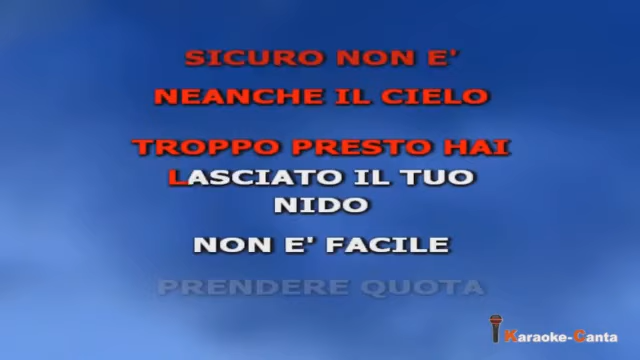 SICURO NON E'
NEANCHE IL CIELO
TROPPO PRESTO HAI
LASCIATO IL TUO
NIDO
NON E' FACILE
PRENDERE QUOTA
Karaoke-Canta